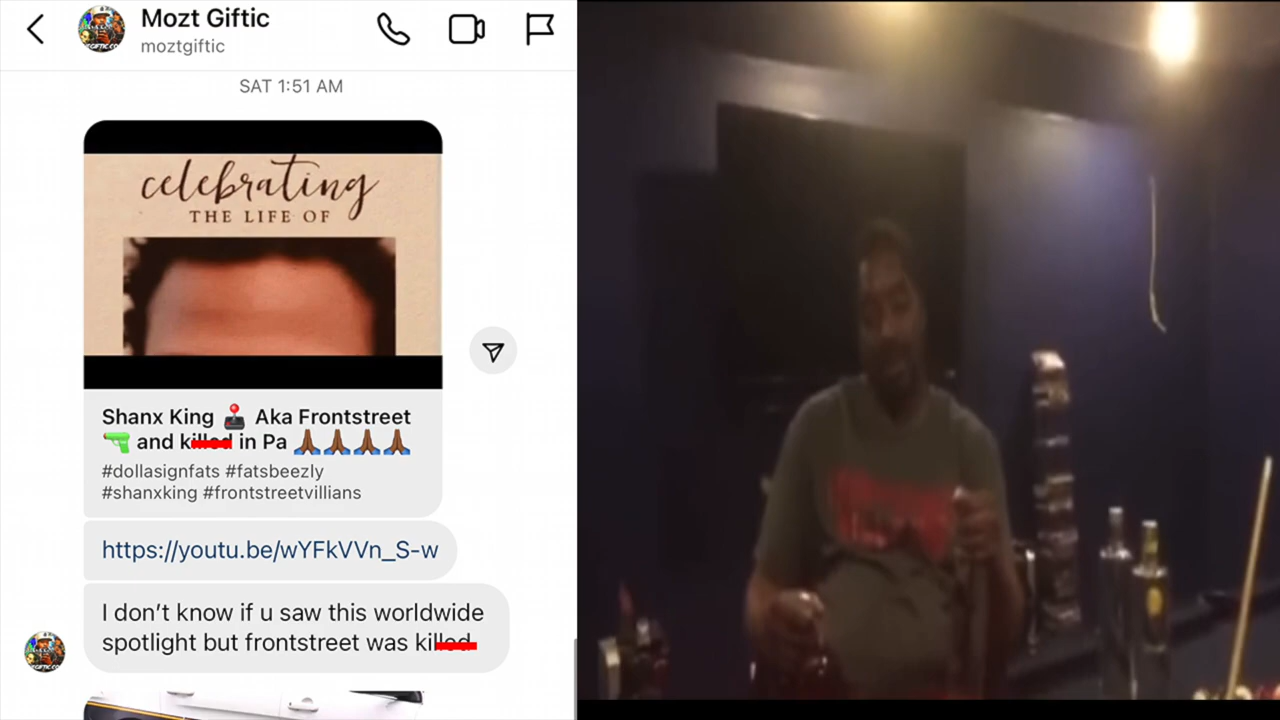 Mozt Giftic
moztgiftic
SAT 1:51 AM
celebrating
THE LIFE OF
Shanx King 🕹️ Aka Frontstreet
🔫 and killed in Pa 🙏🏾🙏🏾🙏🏾🙏🏾
#dollasignfats #fatsbeezly
#shanxking #frontstreetvillians
https://youtu.be/wYFkVVn_S-w
I don't know if u saw this worldwide
spotlight but frontstreet was killed